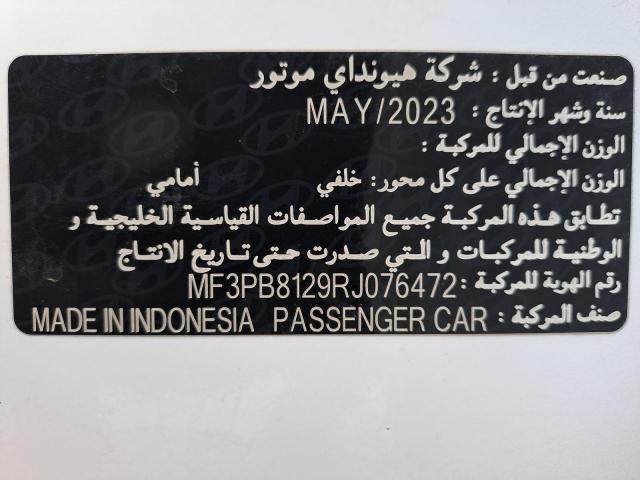 صنعت من قبل : شركة هيونداي موتور
سنة وشهر الإنتاج : MAY/2023
الوزن الإجمالي للمركبة :
الوزن الإجمالي على كل محور: خلفي أمامي
تطابق هذه المركبة جميع المواصفات القياسية الخليجية و
الوطنية للمركبات و التي صدرت حتى تاريخ الانتاج
رقم الهوية للمركبة : MF3PB8129RJ076472
صنف المركبة : MADE IN INDONESIA PASSENGER CAR